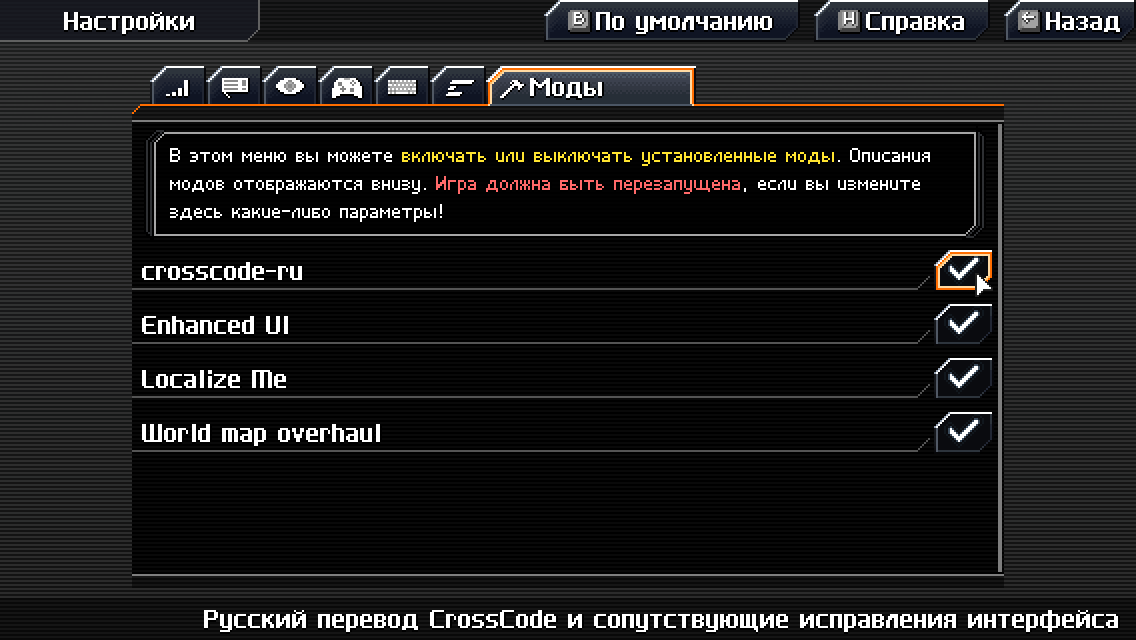 Настройки
B По умолчанию
H Справка
Назад
Моды
В этом меню вы можете включать или выключать установленные моды. Описания
модов отображаются внизу. Игра должна быть перезапущена, если вы измените
здесь какие-либо параметры!
crosscode-ru
Enhanced UI
Localize Me
World map overhaul
Русский перевод CrossCode и сопутствующие исправления интерфейса